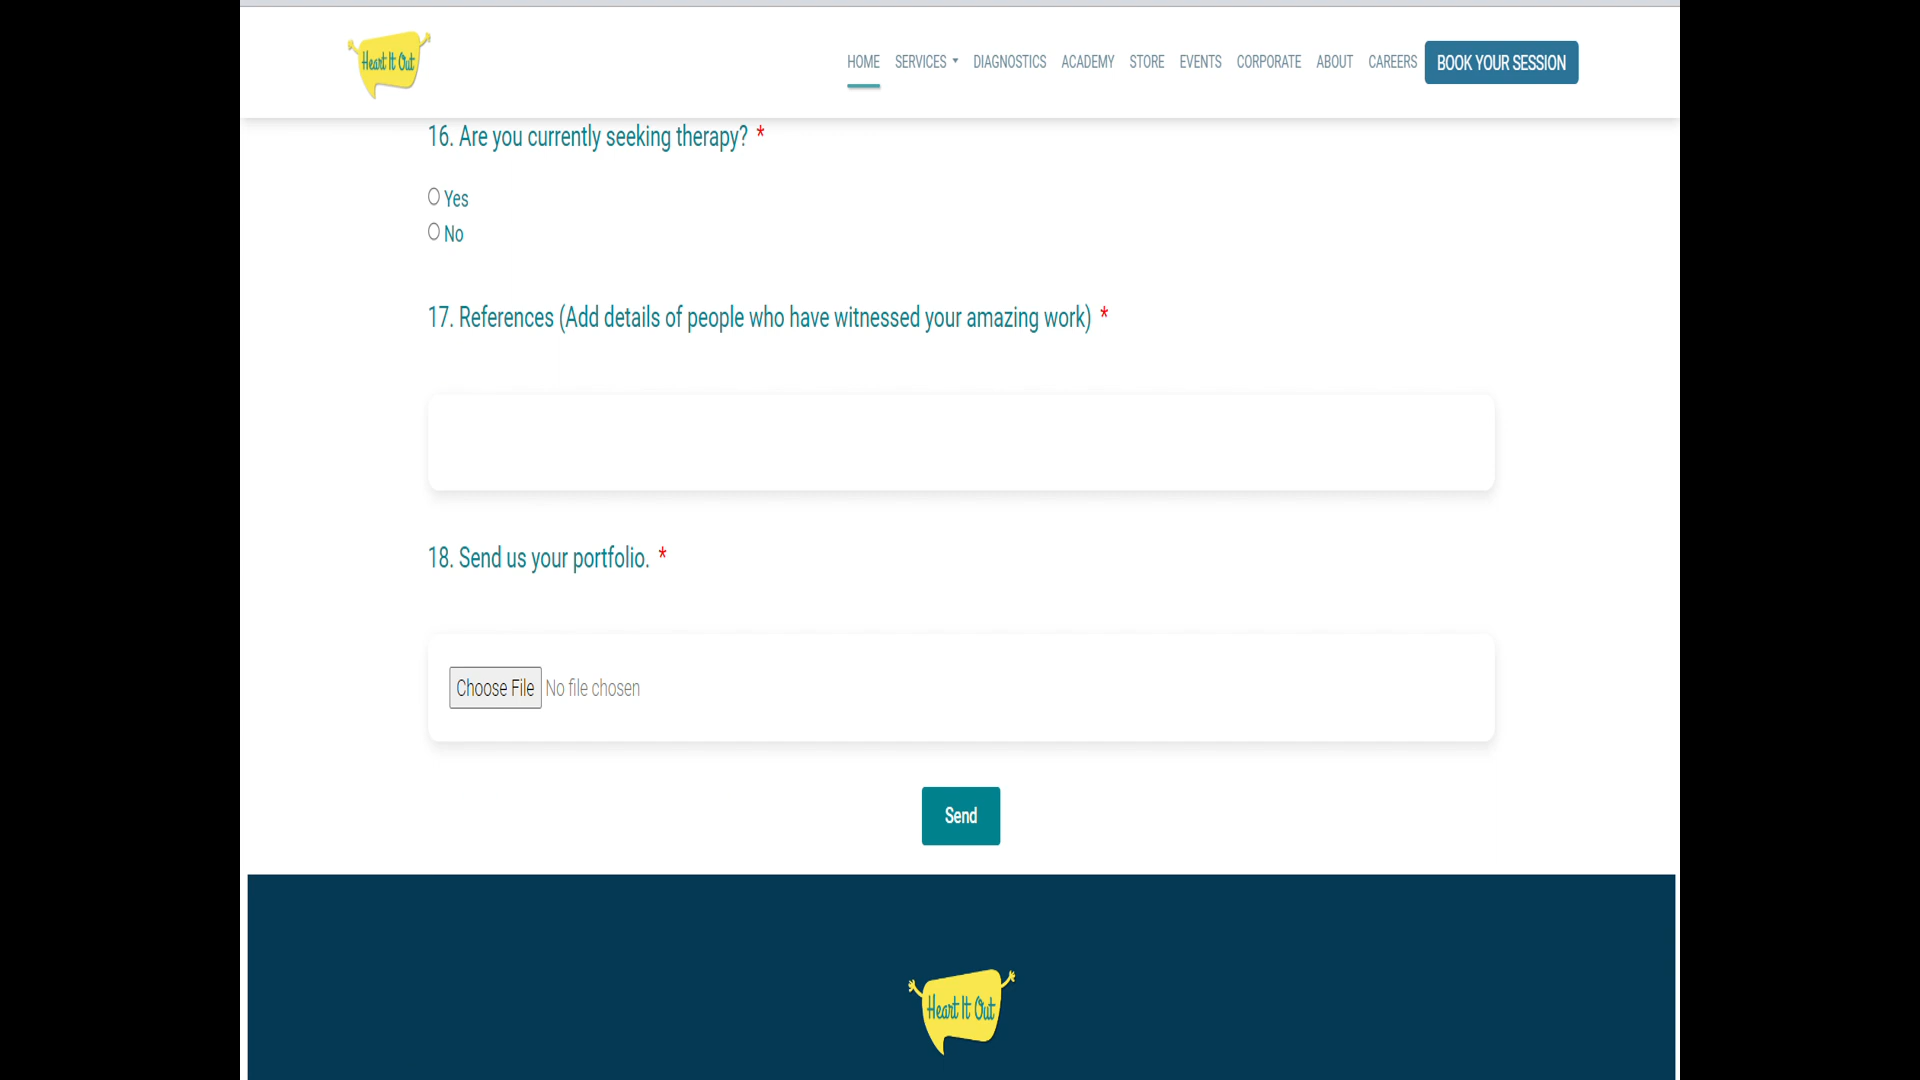 Heart It Out
HOME SERVICES DIAGNOSTICS ACADEMY STORE EVENTS CORPORATE ABOUT CAREERS BOOK YOUR SESSION
16. Are you currently seeking therapy? *
Yes
No
17. References (Add details of people who have witnessed your amazing work) *
18. Send us your portfolio. *
Choose File No file chosen
Send
Heart It Out